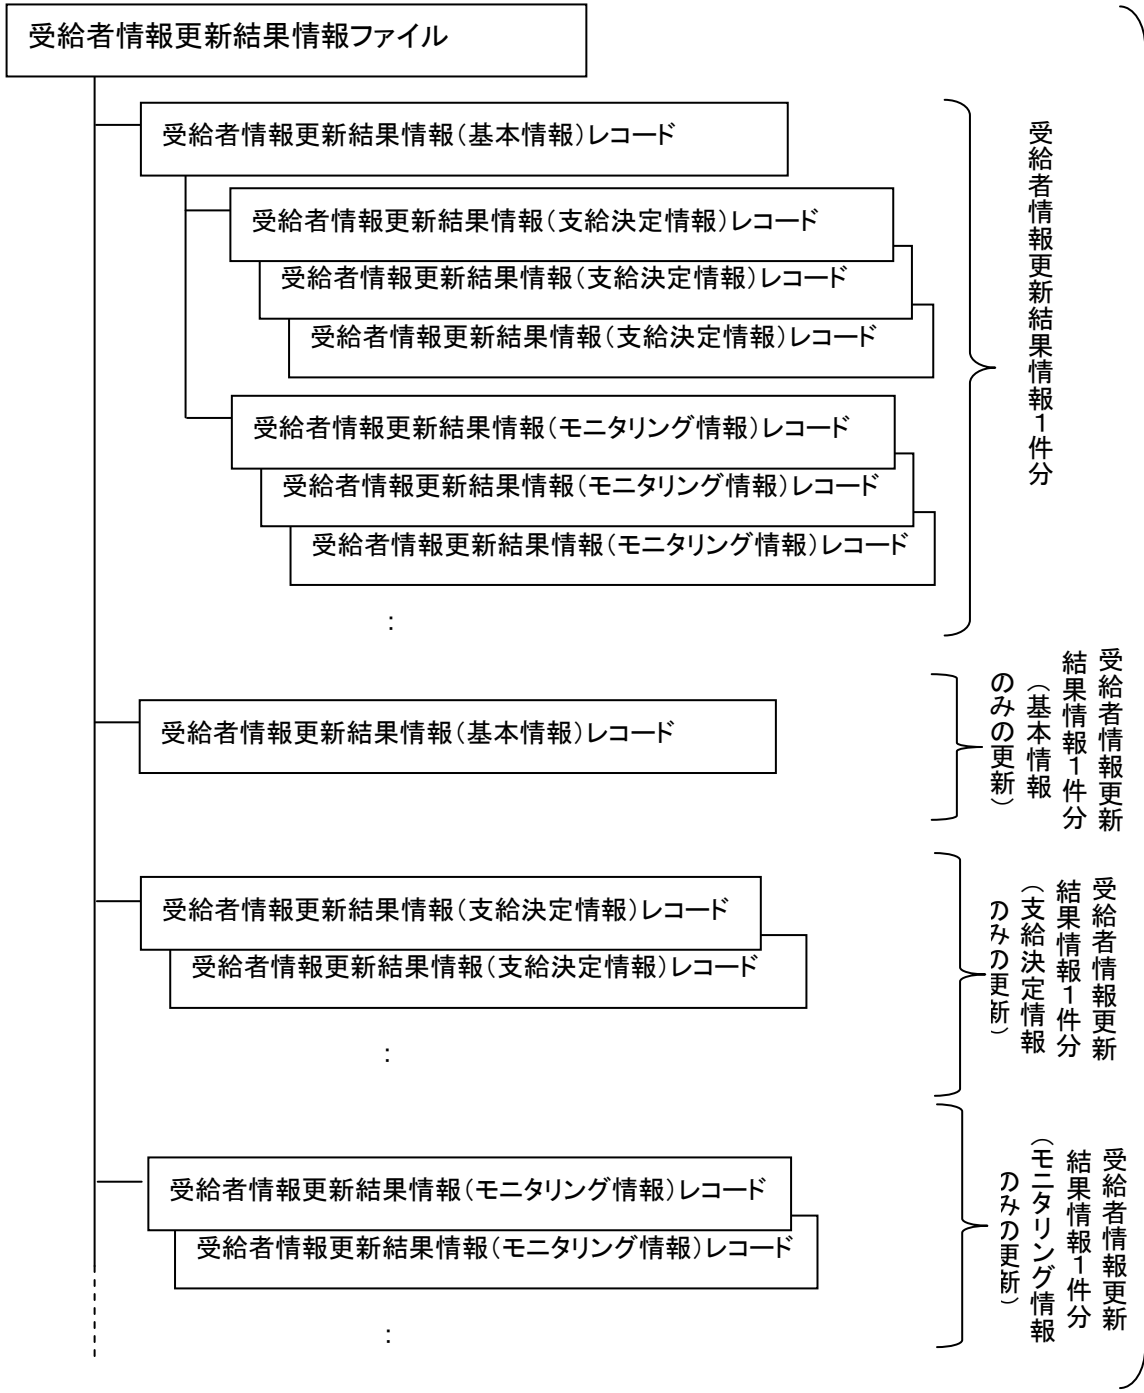 受給者情報更新結果情報ファイル
受給者情報更新結果情報(基本情報)レコード
受給者情報更新結果情報(支給決定情報)レコード
受給者情報更新結果情報(支給決定情報)レコード
受給者情報更新結果情報(支給決定情報)レコード
受給者情報更新結果情報(モニタリング情報)レコード
受給者情報更新結果情報(モニタリング情報)レコード
受給者情報更新結果情報(モニタリング情報)レコード
:
受給者情報更新結果情報1件分
受給者情報更新結果情報(基本情報)レコード
受給者情報更新
結果情報1件分
(基本情報
のみの更新)
受給者情報更新結果情報(支給決定情報)レコード
受給者情報更新結果情報(支給決定情報)レコード
:
受給者情報更新
結果情報1件分
(支給決定情報
のみの更新)
受給者情報更新結果情報(モニタリング情報)レコード
受給者情報更新結果情報(モニタリング情報)レコード
:
受給者情報更新
結果情報1件分
(モニタリング情報
のみの更新)